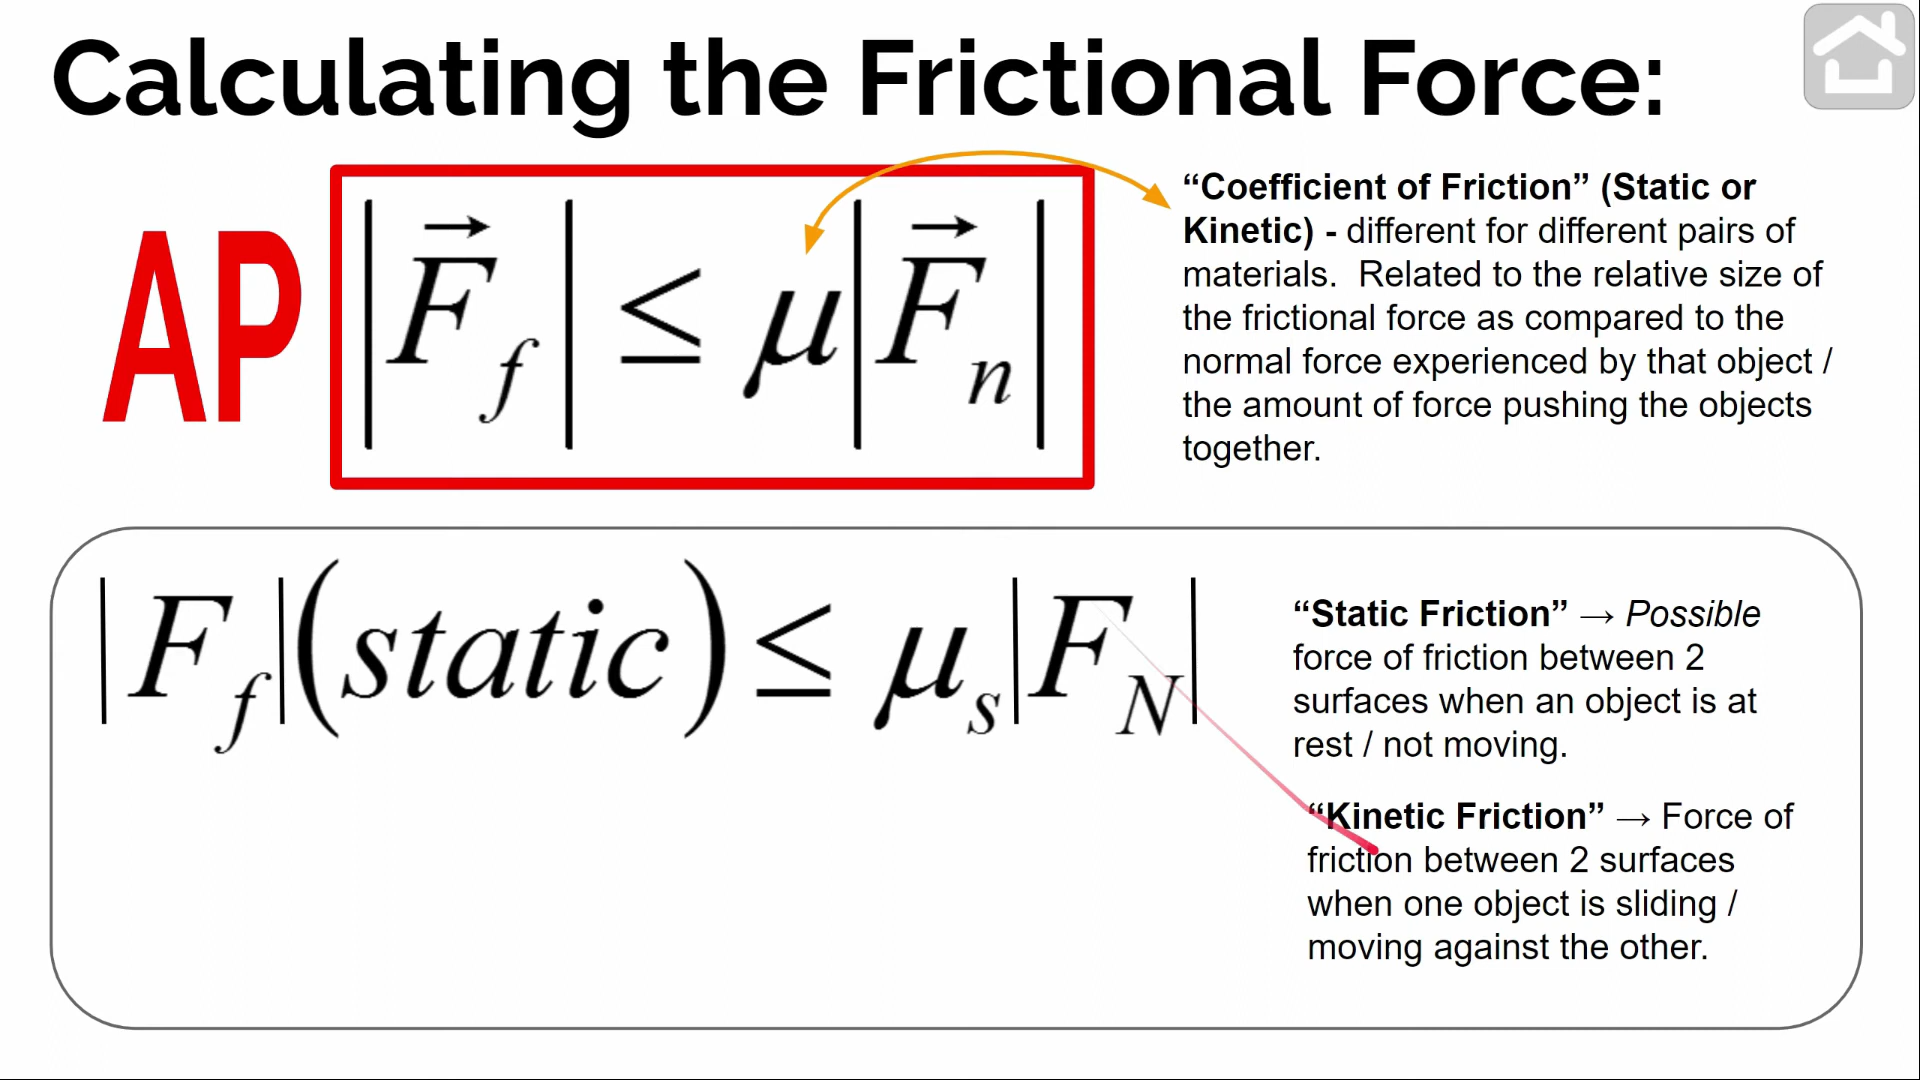 Calculating the Frictional Force:
AP
|F⃗_f| ≤ μ|F⃗_n|
“Coefficient of Friction” (Static or
Kinetic) - different for different pairs of
materials.  Related to the relative size of
the frictional force as compared to the
normal force experienced by that object /
the amount of force pushing the objects
together.
|F_f|(static) ≤ μ_s|F_N|
“Static Friction” → Possible
force of friction between 2
surfaces when an object is at
rest / not moving.
“Kinetic Friction” → Force of
friction between 2 surfaces
when one object is sliding /
moving against the other.